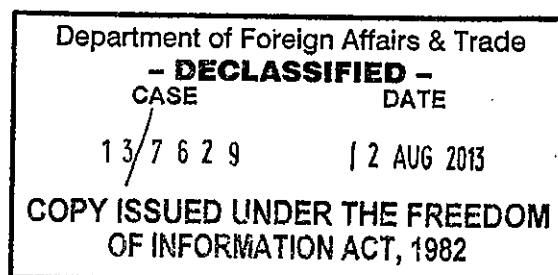 Department of Foreign Affairs & Trade
– DECLASSIFIED –
CASE DATE
13/7629 12 AUG 2013
COPY ISSUED UNDER THE FREEDOM
OF INFORMATION ACT, 1982